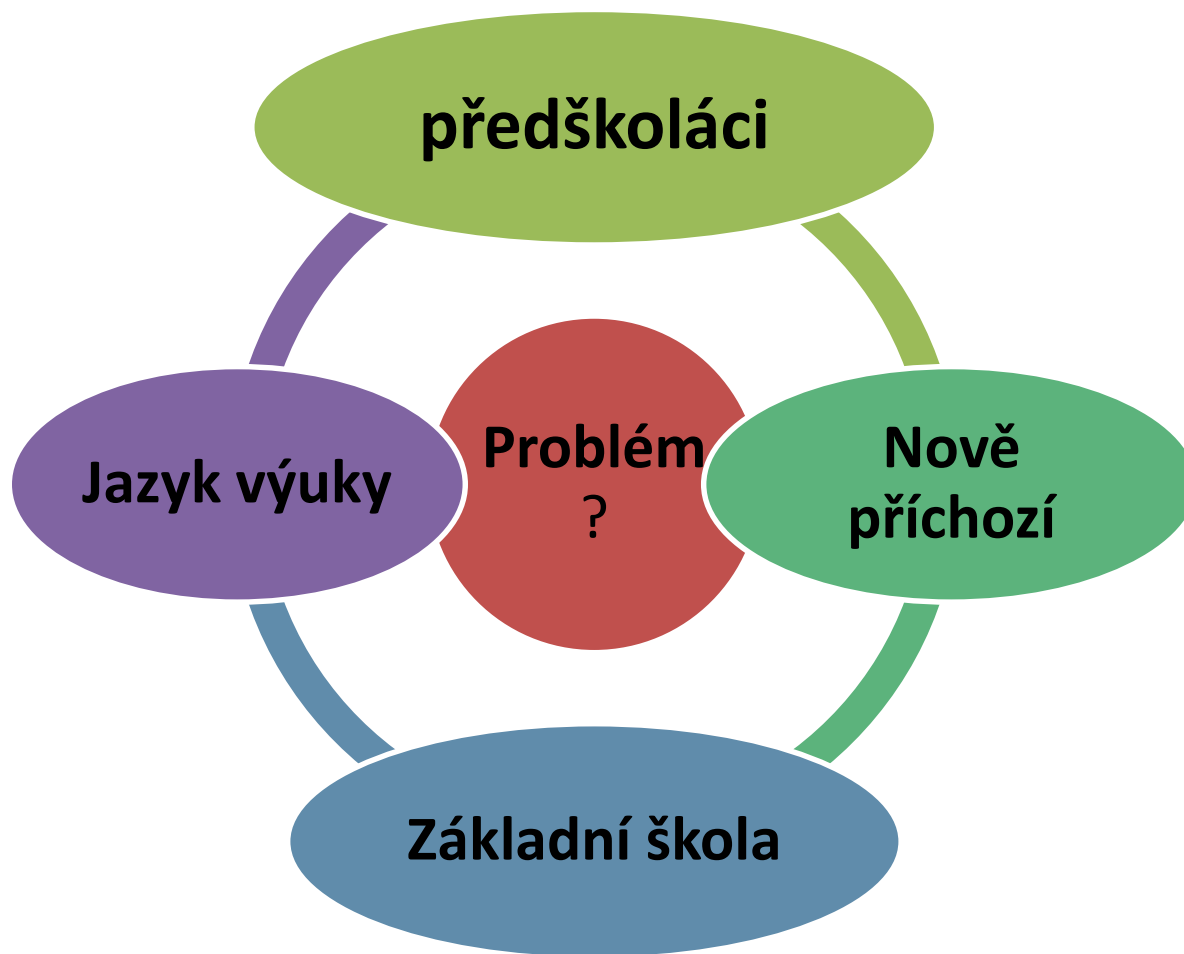 předškoláci
Jazyk výuky
Problém
?
Nově
příchozí
Základní škola